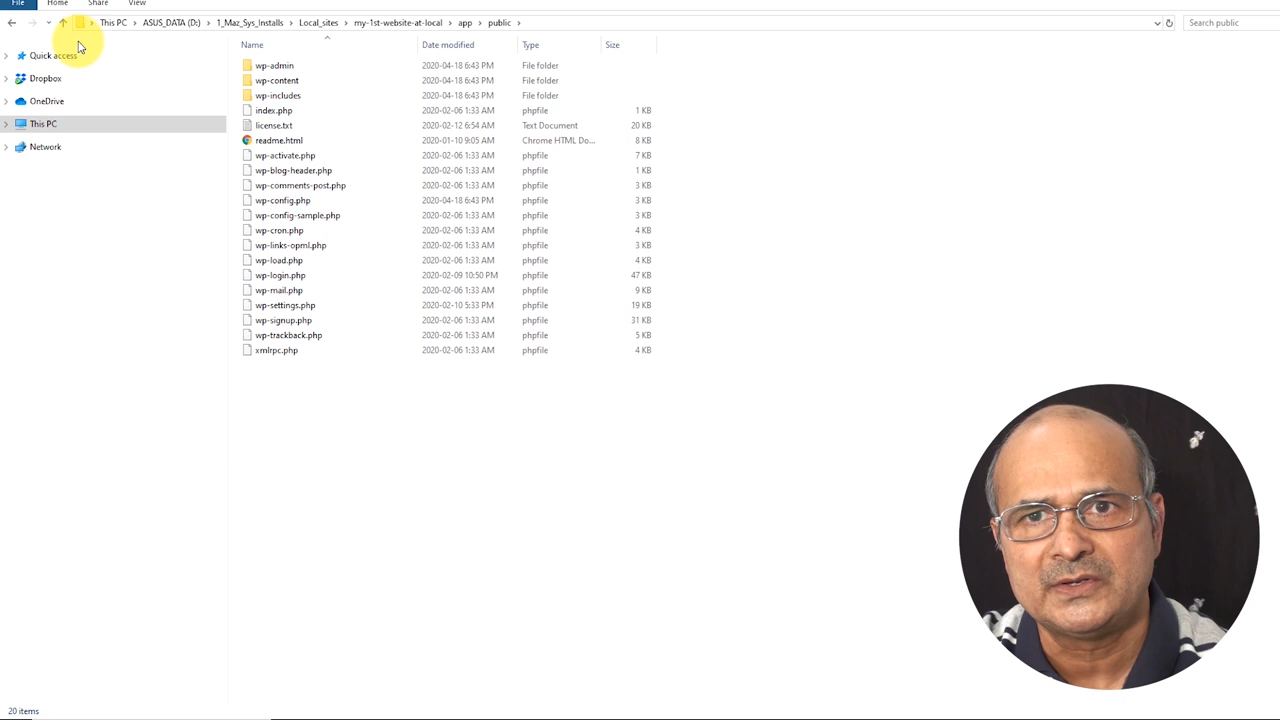 File Home Share View
This PC ASUS_DATA (D:) 1_Maz_Sys_Installs Local_sites my-1st-website-at-local app public Search public
Name Date modified Type Size
Quick access
Dropbox
OneDrive
This PC
Network
wp-admin 2020-04-18 6:43 PM File folder
wp-content 2020-04-18 6:43 PM File folder
wp-includes 2020-04-18 6:43 PM File folder
index.php 2020-02-06 1:33 AM phpfile 1 KB
license.txt 2020-02-12 6:54 AM Text Document 20 KB
readme.html 2020-01-10 9:05 AM Chrome HTML Do... 8 KB
wp-activate.php 2020-02-06 1:33 AM phpfile 7 KB
wp-blog-header.php 2020-02-06 1:33 AM phpfile 1 KB
wp-comments-post.php 2020-02-06 1:33 AM phpfile 3 KB
wp-config.php 2020-04-18 6:43 PM phpfile 3 KB
wp-config-sample.php 2020-02-06 1:33 AM phpfile 3 KB
wp-cron.php 2020-02-06 1:33 AM phpfile 4 KB
wp-links-opml.php 2020-02-06 1:33 AM phpfile 3 KB
wp-load.php 2020-02-06 1:33 AM phpfile 4 KB
wp-login.php 2020-02-09 10:50 PM phpfile 47 KB
wp-mail.php 2020-02-06 1:33 AM phpfile 9 KB
wp-settings.php 2020-02-10 5:33 PM phpfile 19 KB
wp-signup.php 2020-02-06 1:33 AM phpfile 31 KB
wp-trackback.php 2020-02-06 1:33 AM phpfile 5 KB
xmlrpc.php 2020-02-06 1:33 AM phpfile 4 KB
20 items